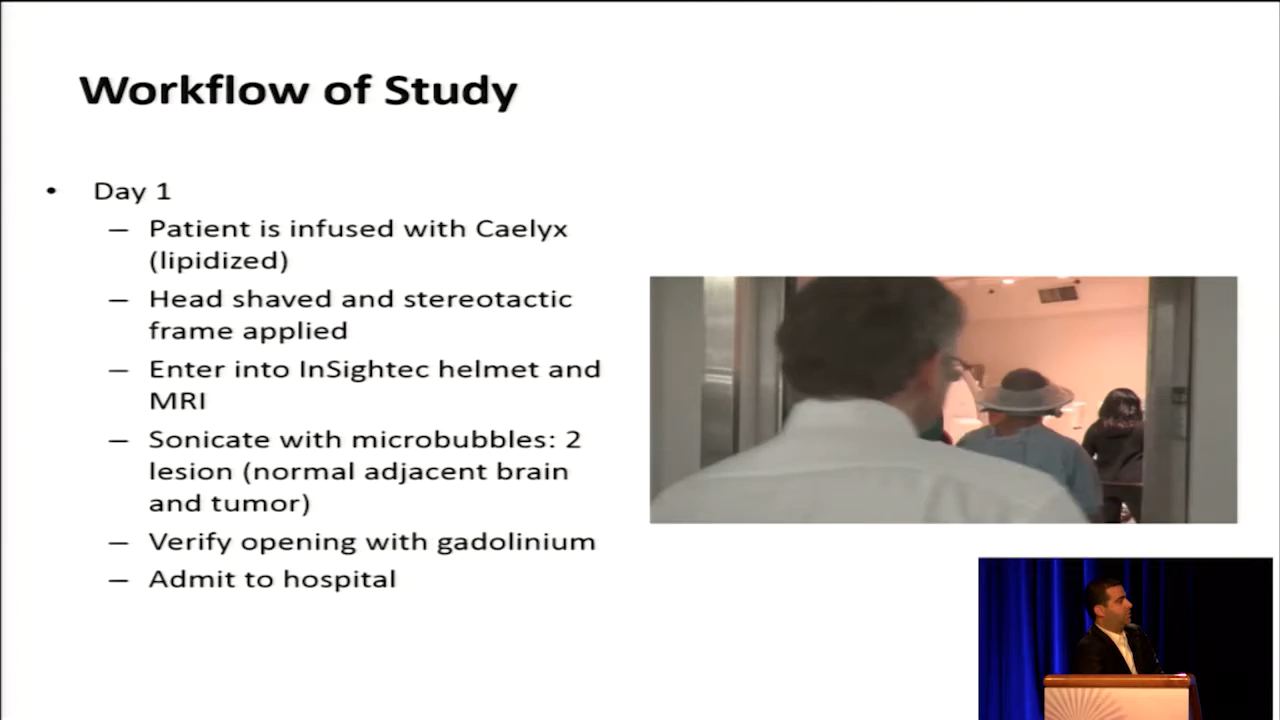 Workflow of Study
• Day 1
– Patient is infused with Caelyx
(lipidized)
– Head shaved and stereotactic
frame applied
– Enter into InSightec helmet and
MRI
– Sonicate with microbubbles: 2
lesion (normal adjacent brain
and tumor)
– Verify opening with gadolinium
– Admit to hospital